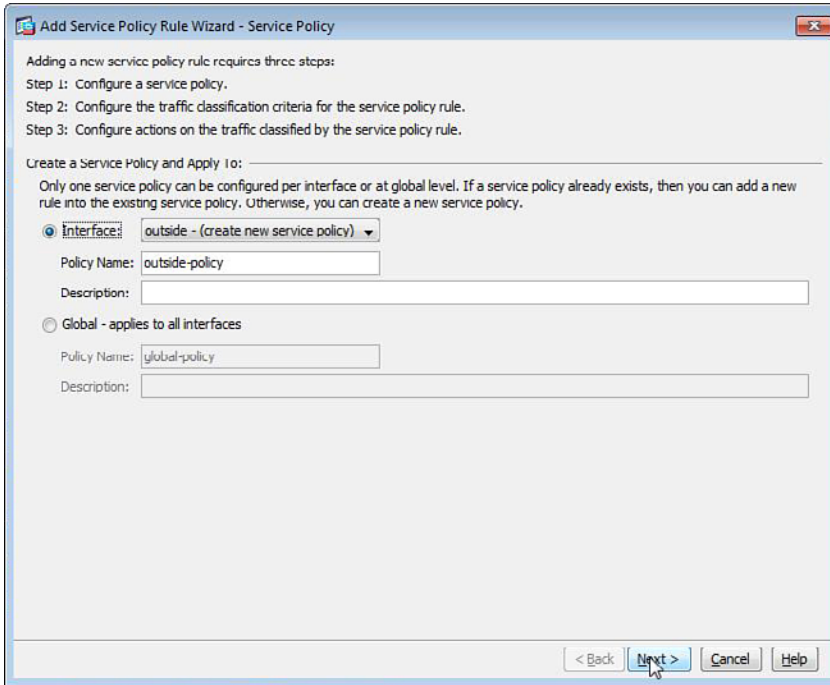 Add Service Policy Rule Wizard - Service Policy
Adding a new service policy rule requires three steps:
Step 1: Configure a service policy.
Step 2: Configure the traffic classification criteria for the service policy rule.
Step 3: Configure actions on the traffic classified by the service policy rule.
Create a Service Policy and Apply To:
Only one service policy can be configured per interface or at global level. If a service policy already exists, then you can add a new
rule into the existing service policy. Otherwise, you can create a new service policy.
Interface: outside - (create new service policy)
Policy Name: outside-policy
Description:
Global - applies to all interfaces
Policy Name: global-policy
Description:
< Back Next > Cancel Help